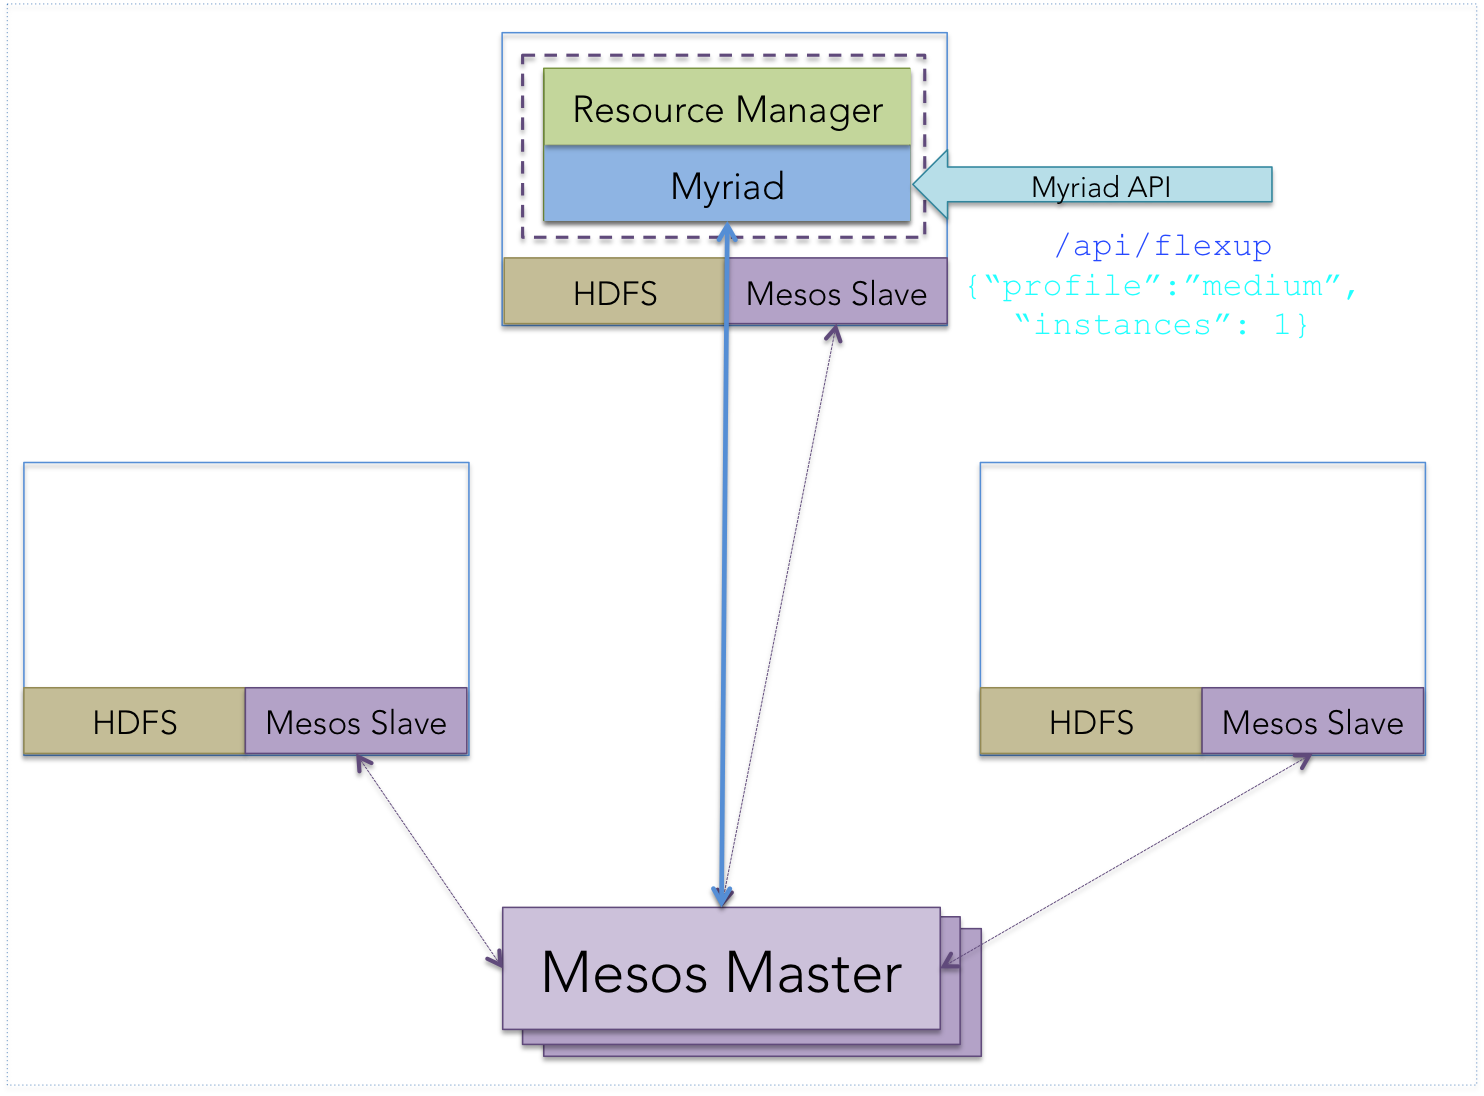 Resource Manager
Myriad
Myriad API
/api/flexup
{“profile”:”medium”,
“instances”: 1}
HDFS
Mesos Slave
HDFS
Mesos Slave
HDFS
Mesos Slave
Mesos Master